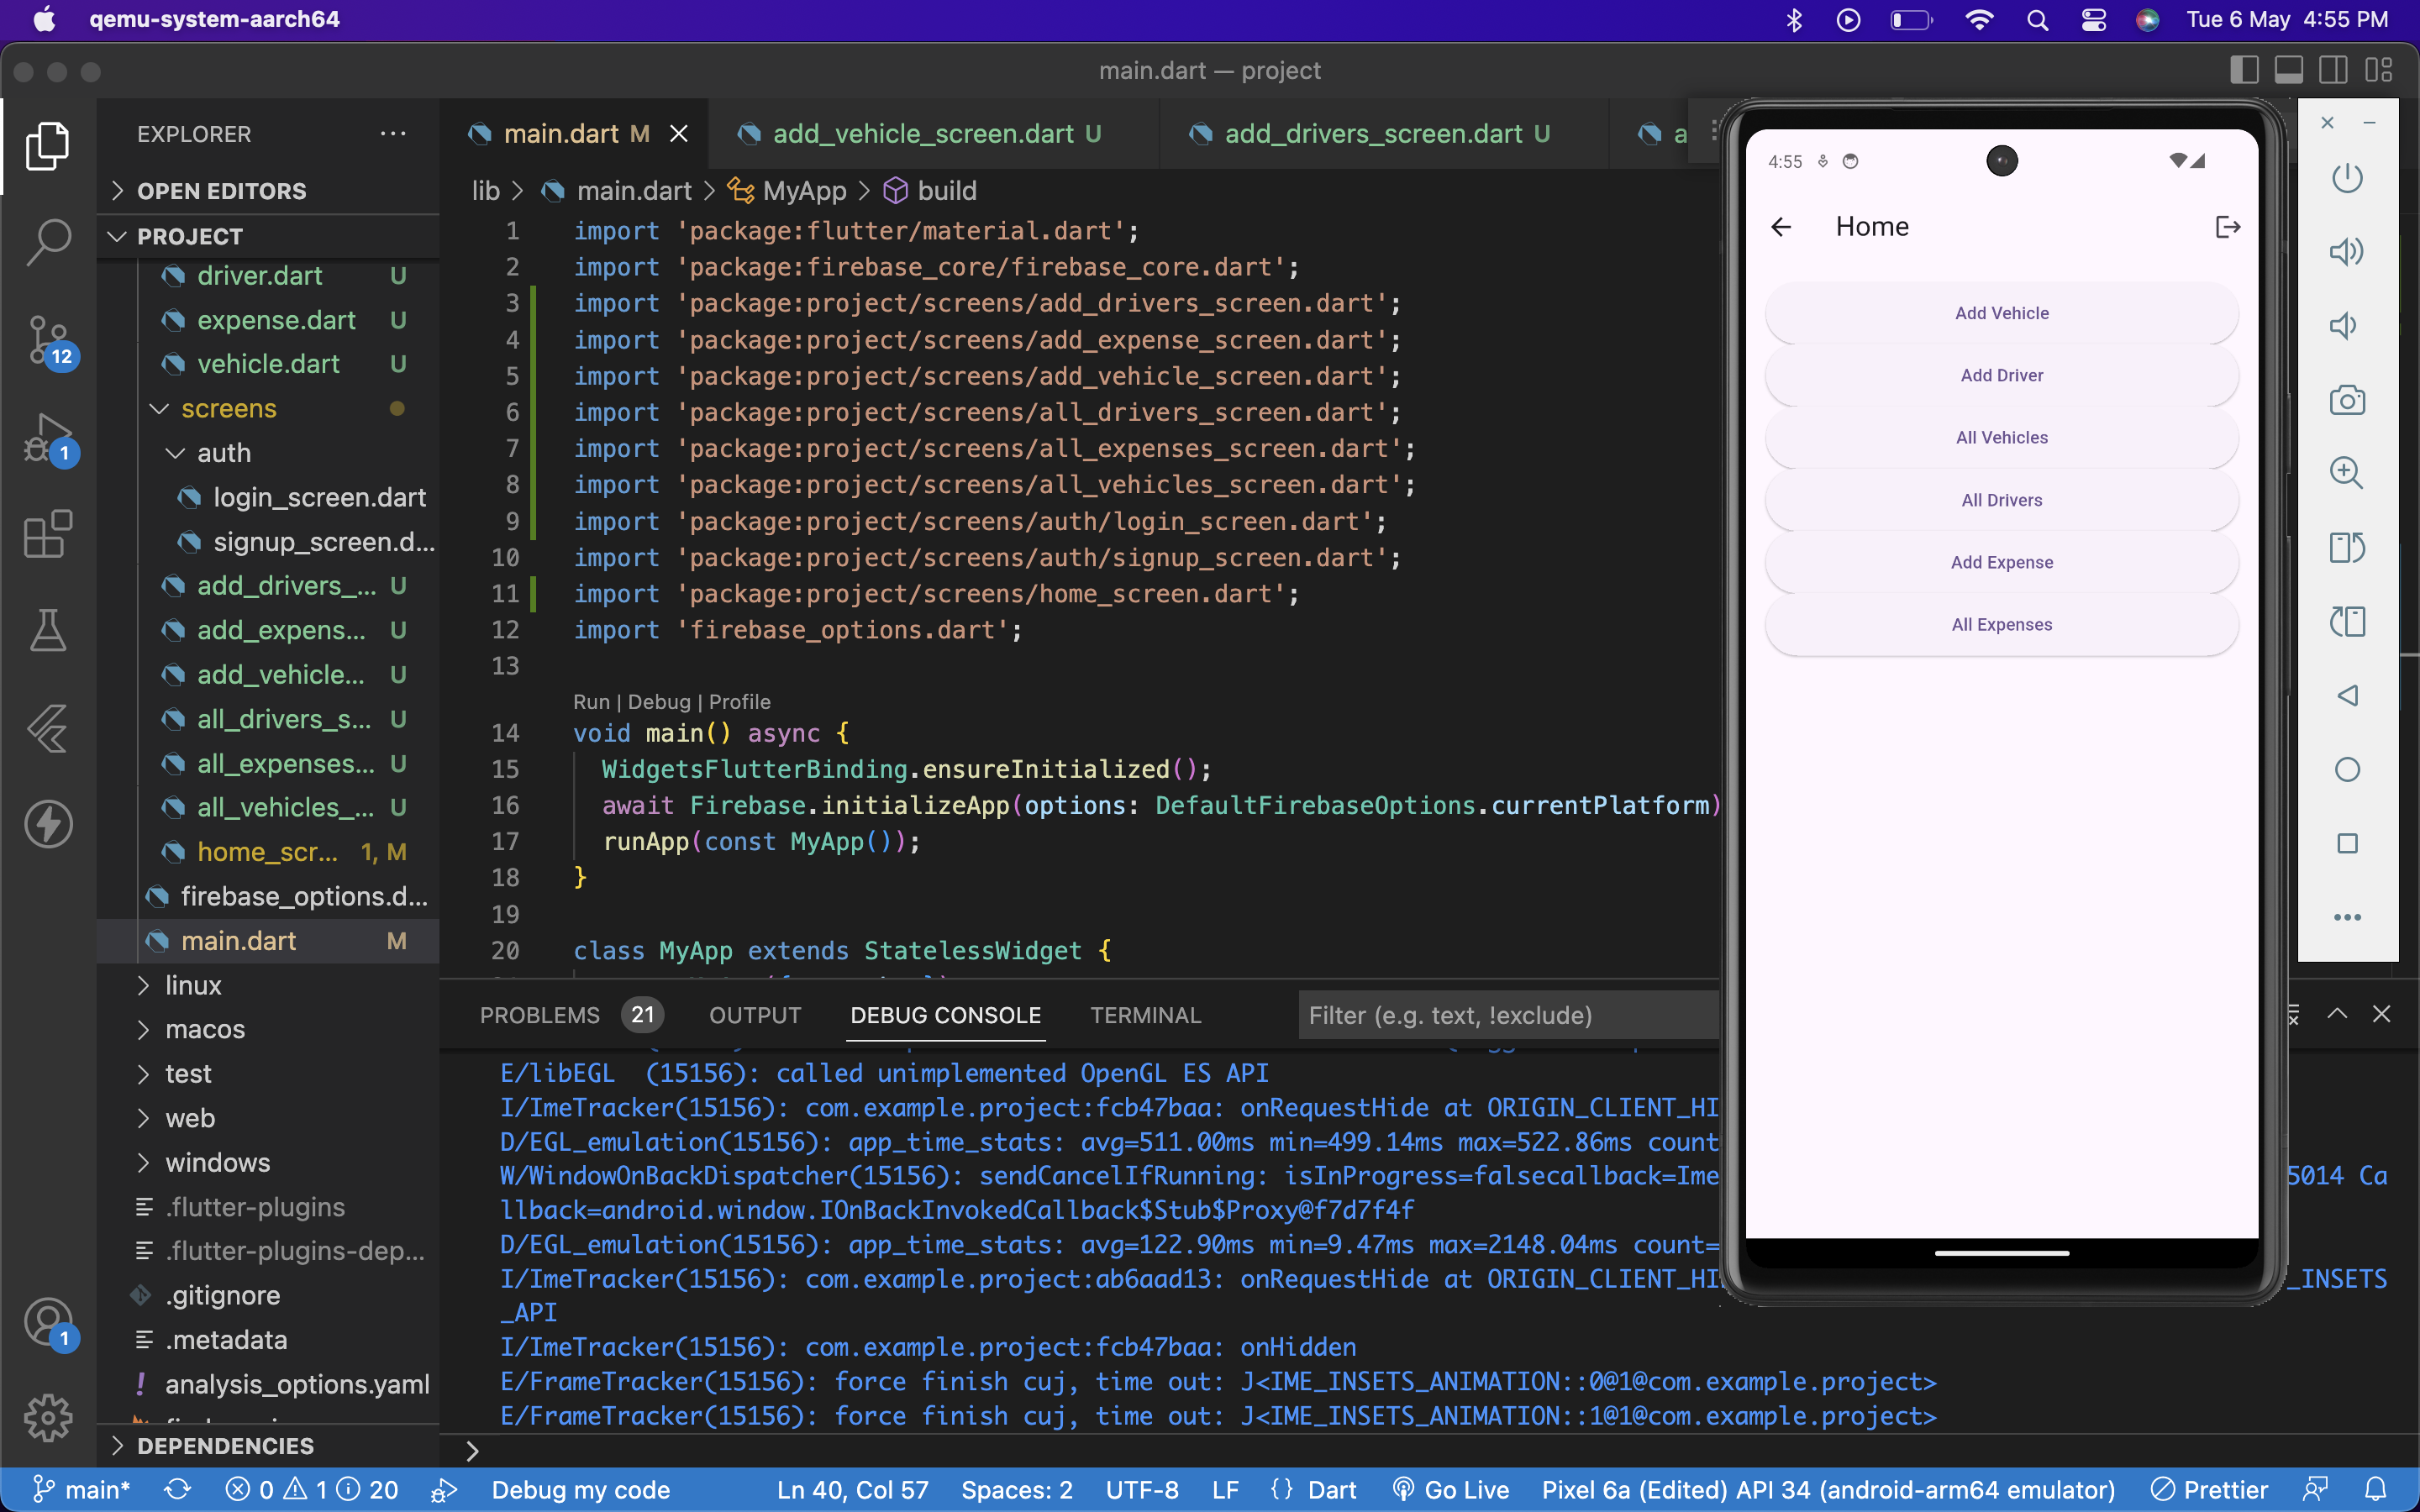 qemu-system-aarch64
Tue 6 May 4:55 PM
main.dart — project
EXPLORER
OPEN EDITORS
PROJECT
driver.dart U
expense.dart U
vehicle.dart U
screens
auth
login_screen.dart
signup_screen.d...
add_drivers_... U
add_expens... U
add_vehicle... U
all_drivers_s... U
all_expenses... U
all_vehicles_... U
home_scr... 1, M
firebase_options.d...
main.dart M
linux
macos
test
web
windows
.flutter-plugins
.flutter-plugins-dep...
.gitignore
.metadata
analysis_options.yaml
DEPENDENCIES
12
1
1
main.dart M
add_vehicle_screen.dart U
add_drivers_screen.dart U
a
lib > main.dart > MyApp > build
1 import 'package:flutter/material.dart';
2 import 'package:firebase_core/firebase_core.dart';
3 import 'package:project/screens/add_drivers_screen.dart';
4 import 'package:project/screens/add_expense_screen.dart';
5 import 'package:project/screens/add_vehicle_screen.dart';
6 import 'package:project/screens/all_drivers_screen.dart';
7 import 'package:project/screens/all_expenses_screen.dart';
8 import 'package:project/screens/all_vehicles_screen.dart';
9 import 'package:project/screens/auth/login_screen.dart';
10 import 'package:project/screens/auth/signup_screen.dart';
11 import 'package:project/screens/home_screen.dart';
12 import 'firebase_options.dart';
13
Run | Debug | Profile
14 void main() async {
15 WidgetsFlutterBinding.ensureInitialized();
16 await Firebase.initializeApp(options: DefaultFirebaseOptions.currentPlatform)
17 runApp(const MyApp());
18 }
19
20 class MyApp extends StatelessWidget {
PROBLEMS 21 OUTPUT DEBUG CONSOLE TERMINAL
Filter (e.g. text, !exclude)
E/libEGL (15156): called unimplemented OpenGL ES API
I/ImeTracker(15156): com.example.project:fcb47baa: onRequestHide at ORIGIN_CLIENT_HI
D/EGL_emulation(15156): app_time_stats: avg=511.00ms min=499.14ms max=522.86ms count
W/WindowOnBackDispatcher(15156): sendCancelIfRunning: isInProgress=falsecallback=Ime 5014 Ca
llback=android.window.IOnBackInvokedCallback$Stub$Proxy@f7d7f4f
D/EGL_emulation(15156): app_time_stats: avg=122.90ms min=9.47ms max=2148.04ms count=
I/ImeTracker(15156): com.example.project:ab6aad13: onRequestHide at ORIGIN_CLIENT_HI _INSETS
_API
I/ImeTracker(15156): com.example.project:fcb47baa: onHidden
E/FrameTracker(15156): force finish cuj, time out: J<IME_INSETS_ANIMATION::0@1@com.example.project>
E/FrameTracker(15156): force finish cuj, time out: J<IME_INSETS_ANIMATION::1@1@com.example.project>
4:55
Home
Add Vehicle
Add Driver
All Vehicles
All Drivers
Add Expense
All Expenses
main* 0 1 20 Debug my code Ln 40, Col 57 Spaces: 2 UTF-8 LF {} Dart Go Live Pixel 6a (Edited) API 34 (android-arm64 emulator) Prettier